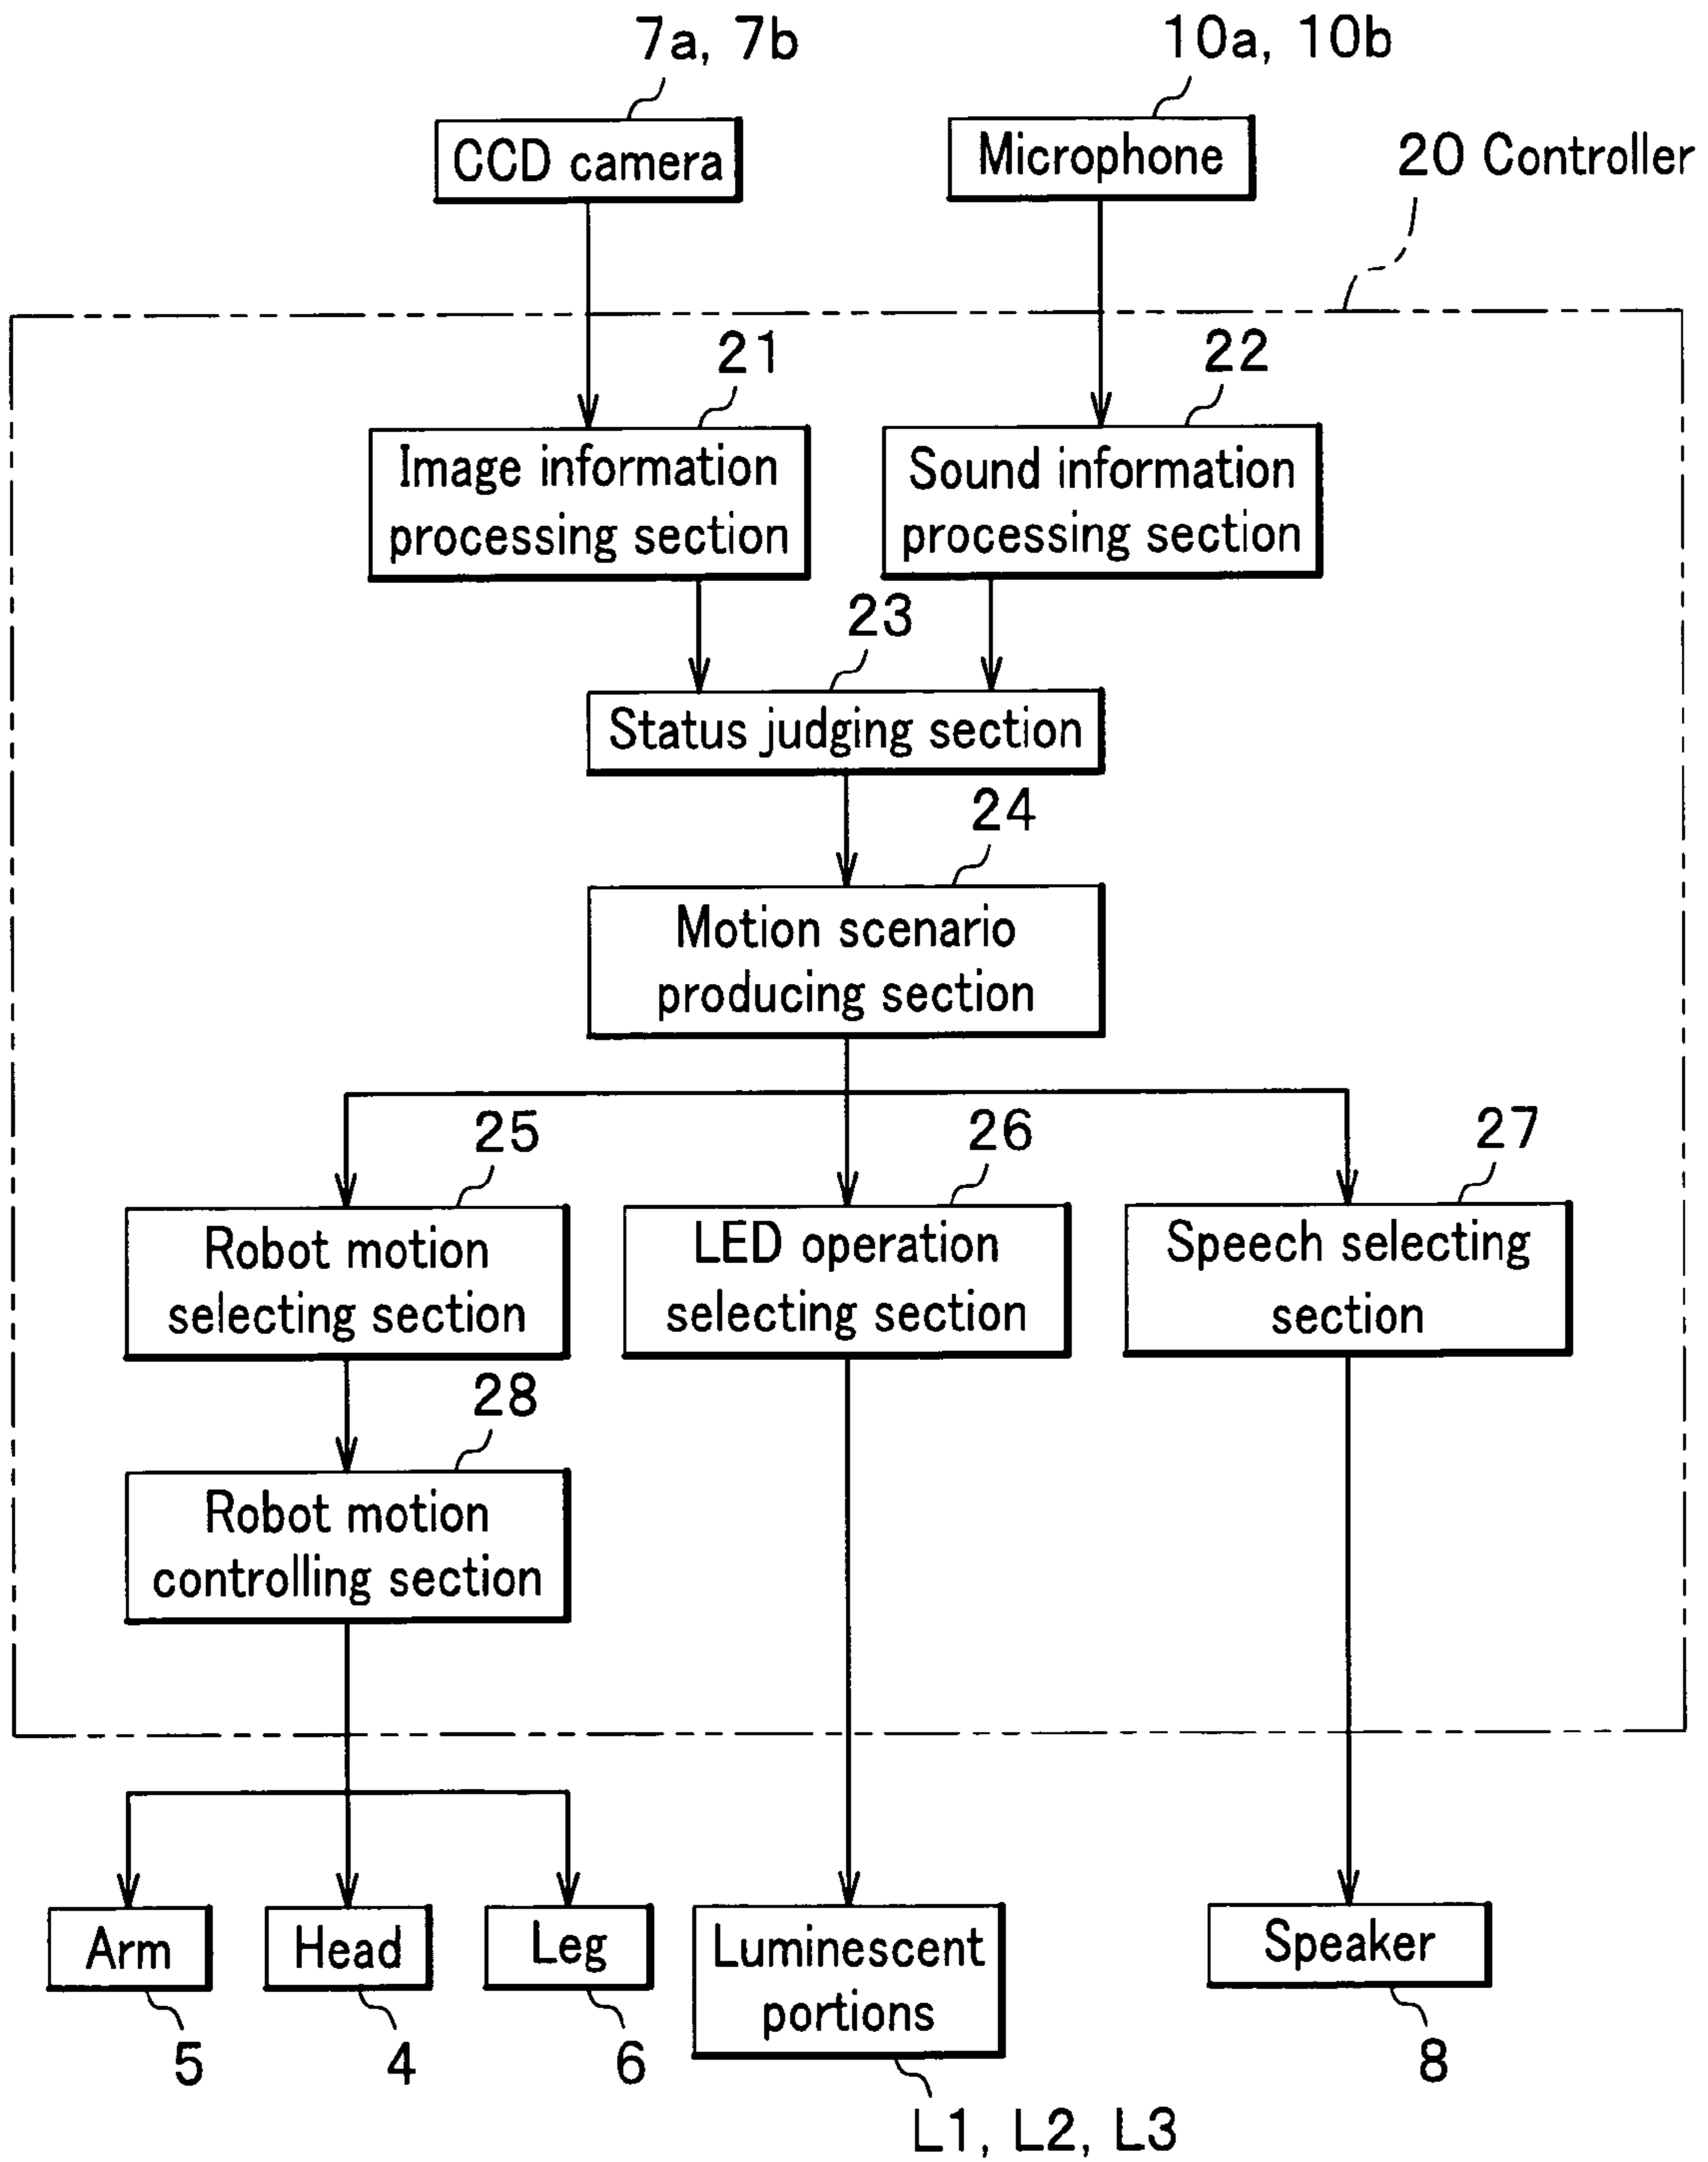 7a, 7b
10a, 10b
CCD camera
Microphone
20 Controller
21
22
Image information
processing section
Sound information
processing section
23
Status judging section
24
Motion scenario
producing section
25
26
27
Robot motion
selecting section
LED operation
selecting section
Speech selecting
section
28
Robot motion
controlling section
Arm
Head
Leg
Luminescent
portions
Speaker
5
4
6
8
L1, L2, L3